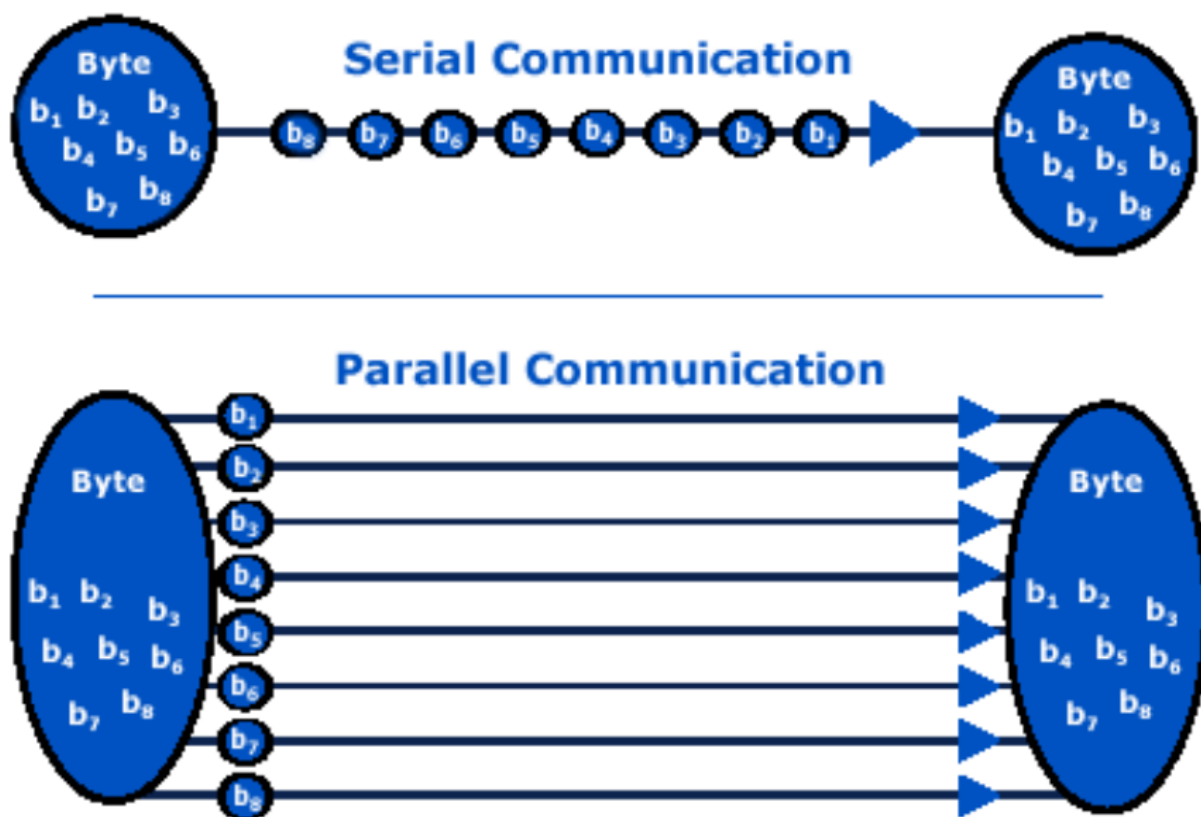 Serial Communication
Byte
b₁ b₂ b₃
b₄ b₅ b₆
b₇ b₈
b₈ b₇ b₆ b₅ b₄ b₃ b₂ b₁
Byte
b₁ b₂ b₃
b₄ b₅ b₆
b₇ b₈
Parallel Communication
Byte
b₁ b₂ b₃
b₄ b₅ b₆
b₇ b₈
b₁
b₂
b₃
b₄
b₅
b₆
b₇
b₈
Byte
b₁ b₂ b₃
b₄ b₅ b₆
b₇ b₈